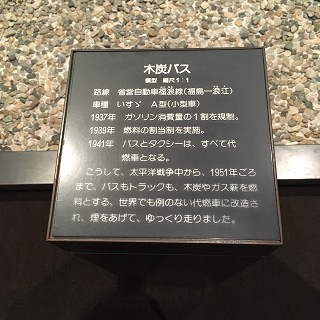 木炭バス
模型 縮尺1：1
路線 省営自動車福浪線（福島ー浪江）
車種 いすゞ A型（小型車）
1937年 ガソリン消費量の1割を規制。
1939年 燃料の割当制を実施。
1941年 バスとタクシーは、すべて代
燃車となる。
こうして、太平洋戦争中から、1951年ごろ
まで、バスもトラックも、木炭やガス薪を燃
料とする、世界でも例のない代燃車に改造さ
れ、煙をあげて、ゆっくり走りました。